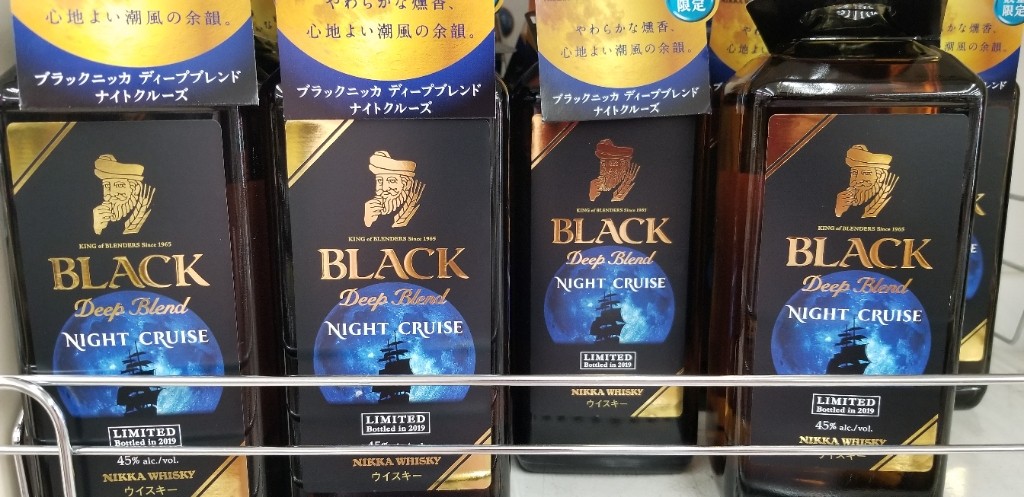 心地よい潮風の余韻。
ブラックニッカ ディープブレンド
ナイトクルーズ
KING of BLENDERS Since 1965
BLACK
Deep Blend
NIGHT CRUISE
LIMITED
Bottled in 2019
45% alc./vol.
NIKKA WHISKY
ウイスキー
やわらかな燻香、
心地よい潮風の余韻。
ブラックニッカ ディープブレンド
ナイトクルーズ
KING of BLENDERS Since 1965
BLACK
Deep Blend
NIGHT CRUISE
LIMITED
Bottled in 2019
NIKKA WHISKY
ウイスキー
限定
やわらかな燻香、
心地よい潮風の余韻。
ブラックニッカ ディープブレンド
ナイトクルーズ
KING of BLENDERS Since 1965
BLACK
Deep Blend
NIGHT CRUISE
LIMITED
Bottled in 2019
NIKKA WHISKY
ウイスキー
KING of BLENDERS Since 1965
BLACK
Deep Blend
NIGHT CRUISE
LIMITED
Bottled in 2019
45% alc./vol.
NIKKA WHISKY
ウイスキー
数量
限定
な燻香、
の余韻。